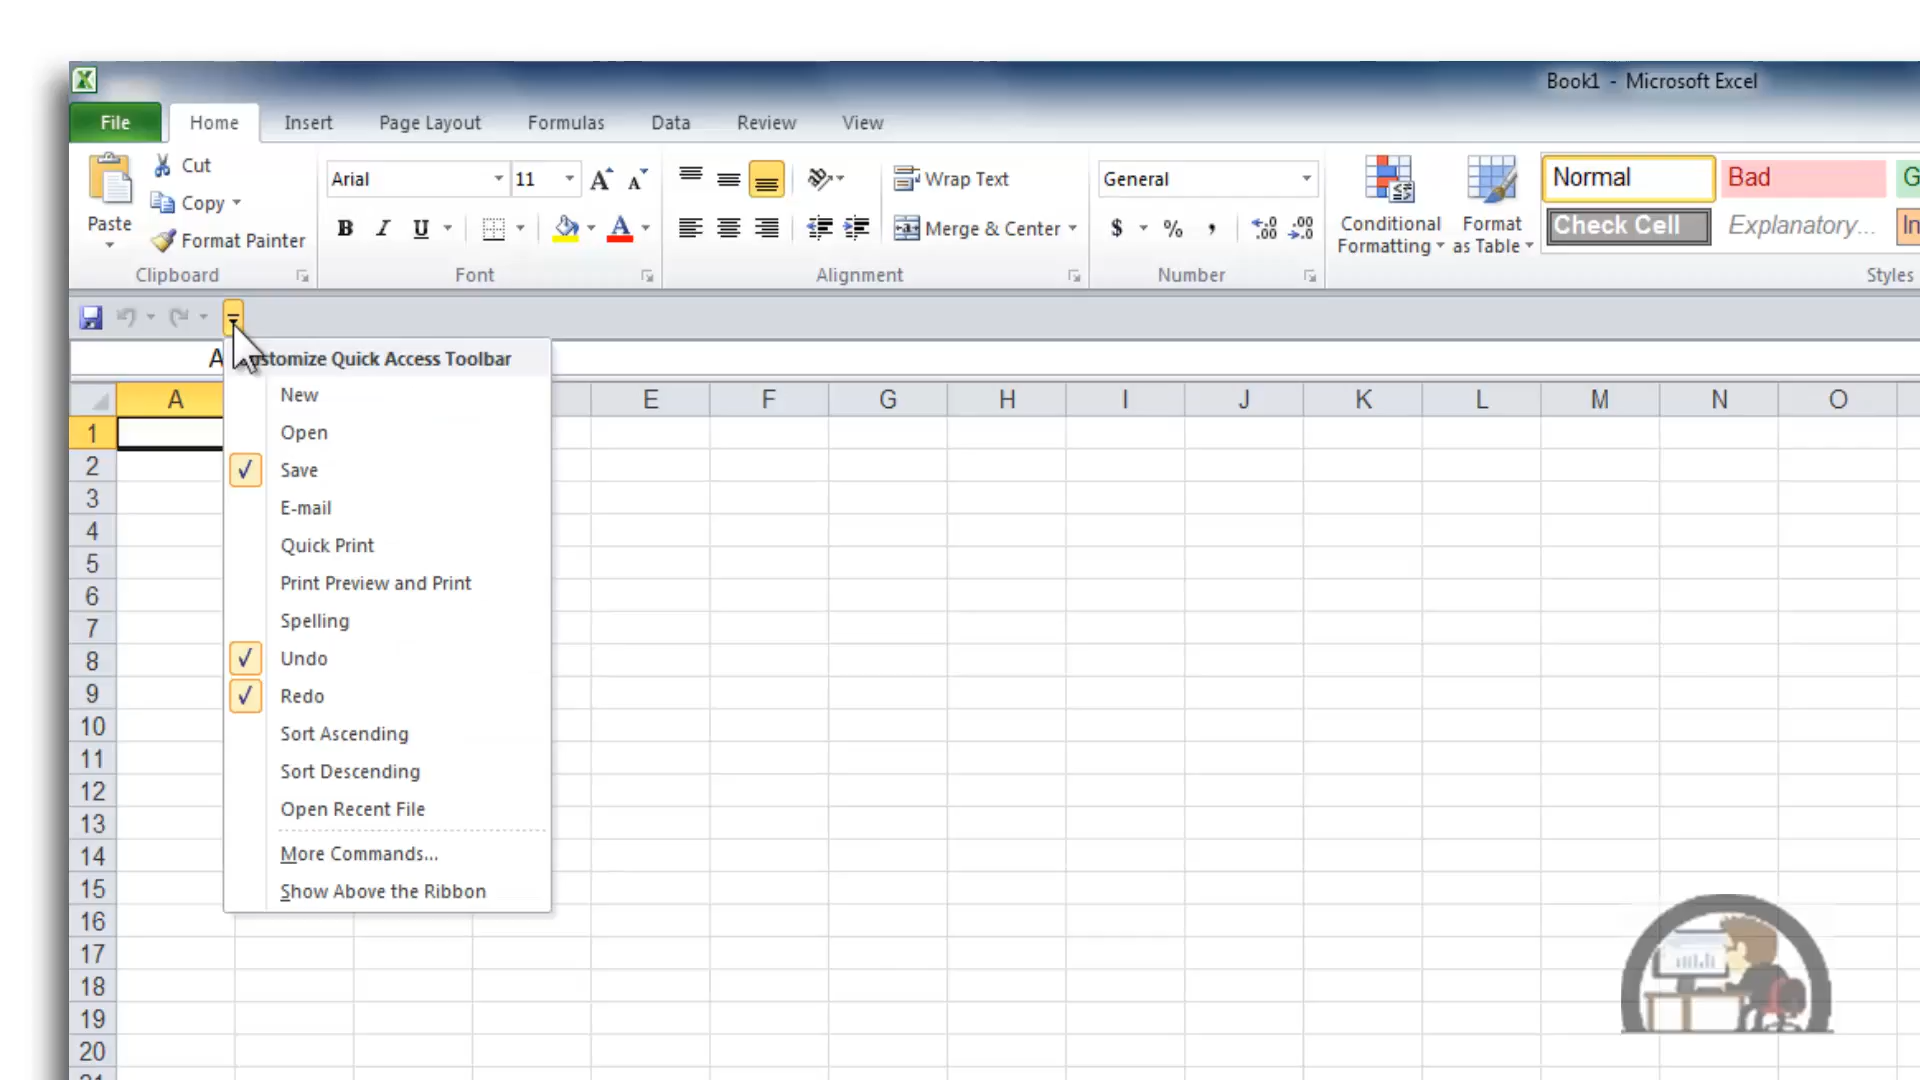 Book1 - Microsoft Excel
File Home Insert Page Layout Formulas Data Review View
Paste
Cut
Copy
Format Painter
Clipboard
Arial 11
B I U A
Font
Wrap Text
Merge & Center
Alignment
General
$ % ,
Number
Conditional Formatting
Format as Table
Normal Bad G
Check Cell Explanatory... In
Styles
A
stomize Quick Access Toolbar
New
Open
Save
E-mail
Quick Print
Print Preview and Print
Spelling
Undo
Redo
Sort Ascending
Sort Descending
Open Recent File
More Commands...
Show Above the Ribbon
A E F G H I J K L M N O
1
2
3
4
5
6
7
8
9
10
11
12
13
14
15
16
17
18
19
20